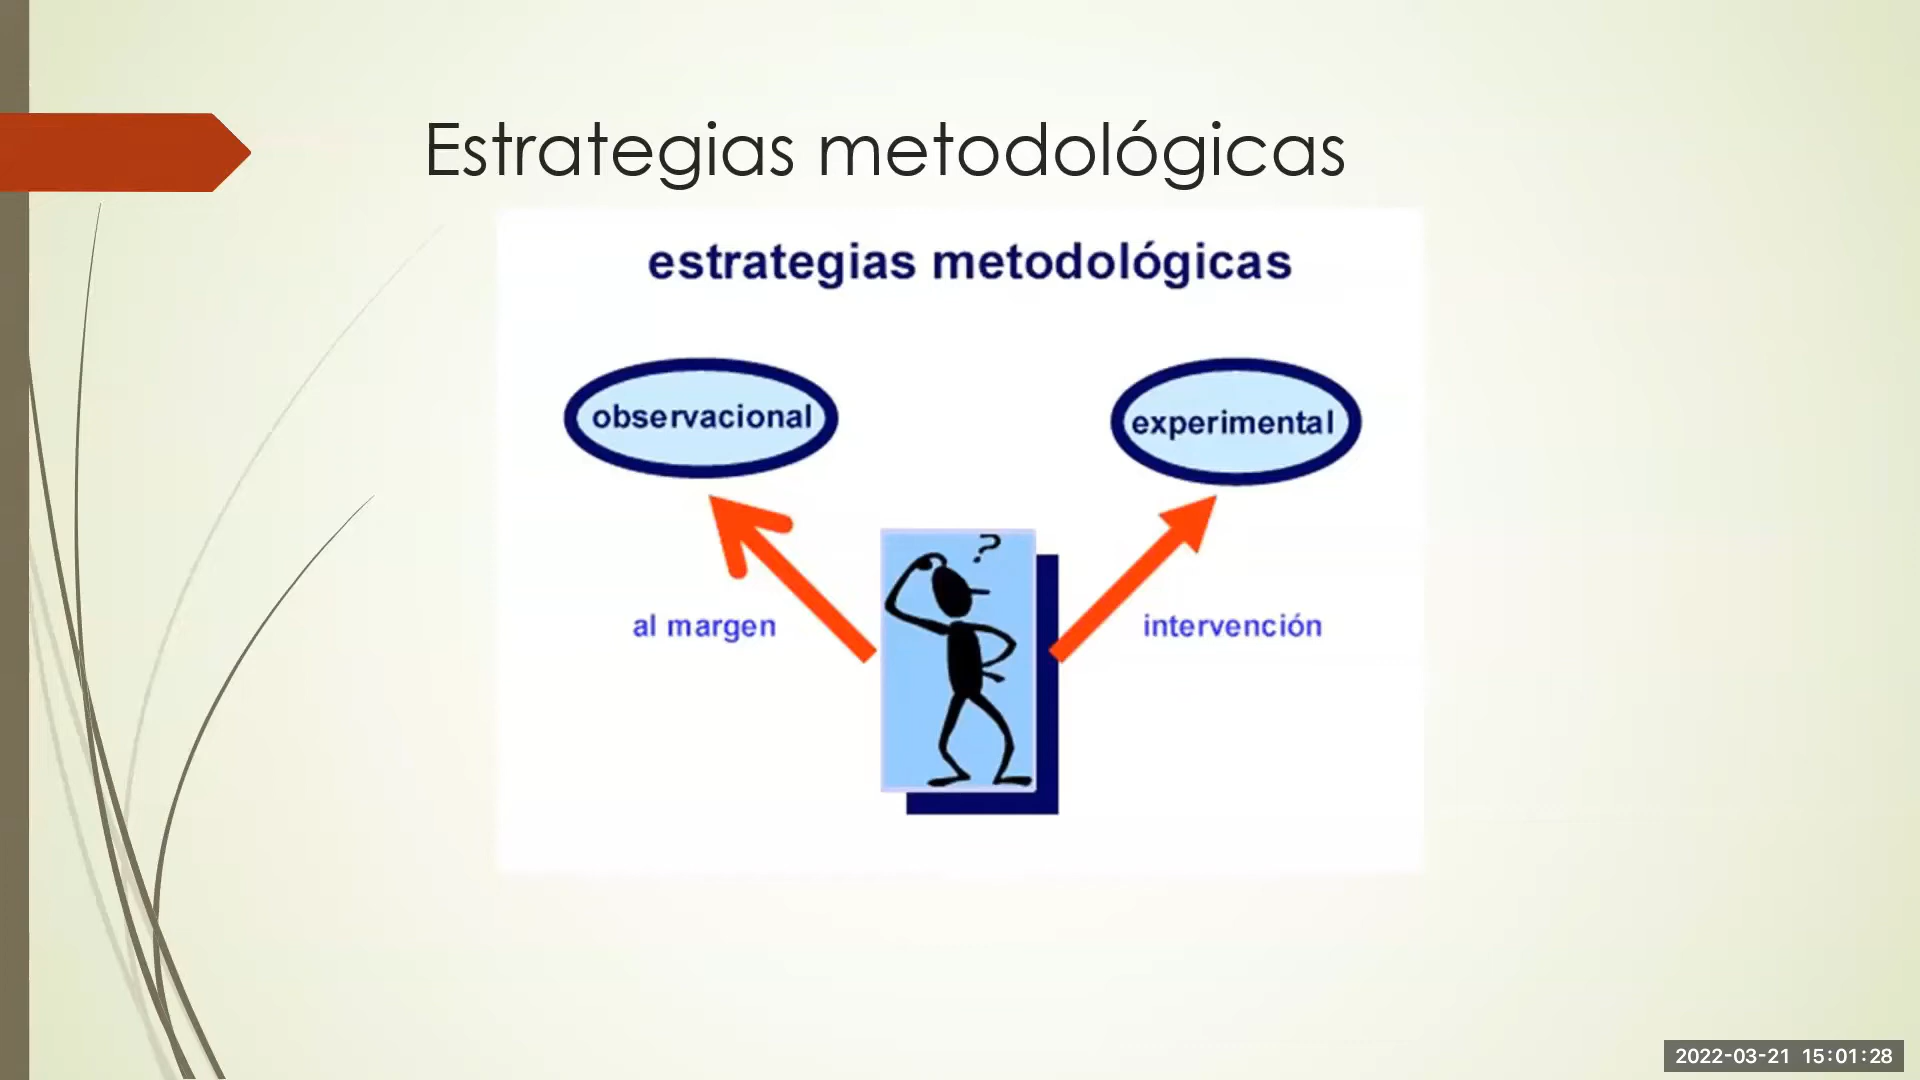 Estrategias metodológicas
estrategias metodológicas
observacional
experimental
?
al margen
intervención
2022-03-21 15:01:28